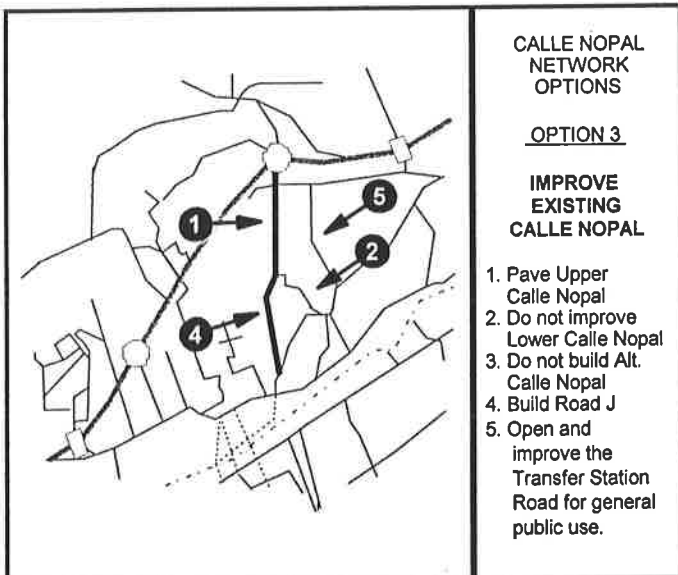 CALLE NOPAL
NETWORK
OPTIONS
OPTION 3
IMPROVE
EXISTING
CALLE NOPAL
1. Pave Upper
Calle Nopal
2. Do not improve
Lower Calle Nopal
3. Do not build Alt.
Calle Nopal
4. Build Road J
5. Open and
improve the
Transfer Station
Road for general
public use.
5
1
2
4